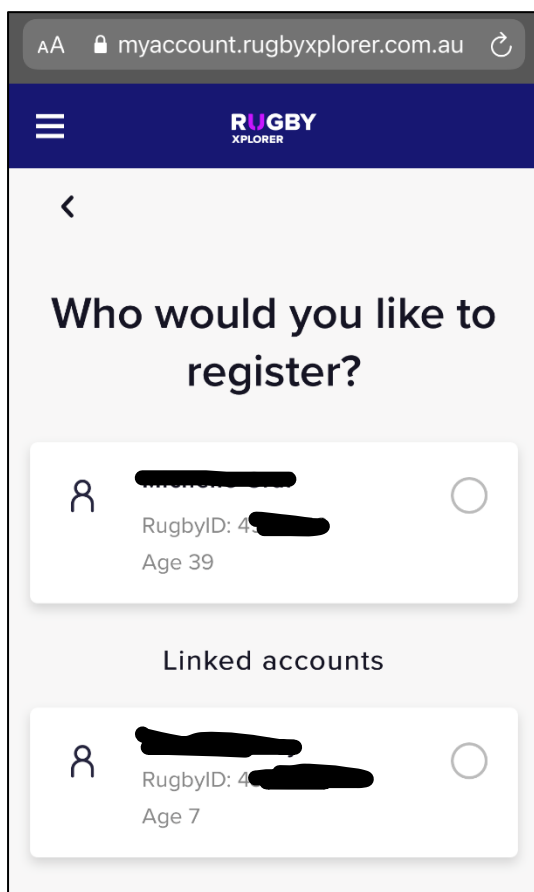 AA myaccount.rugbyxplorer.com.au
RUGBY
XPLORER
Who would you like to
register?
RugbyID: 4
Age 39
Linked accounts
RugbyID: 4
Age 7